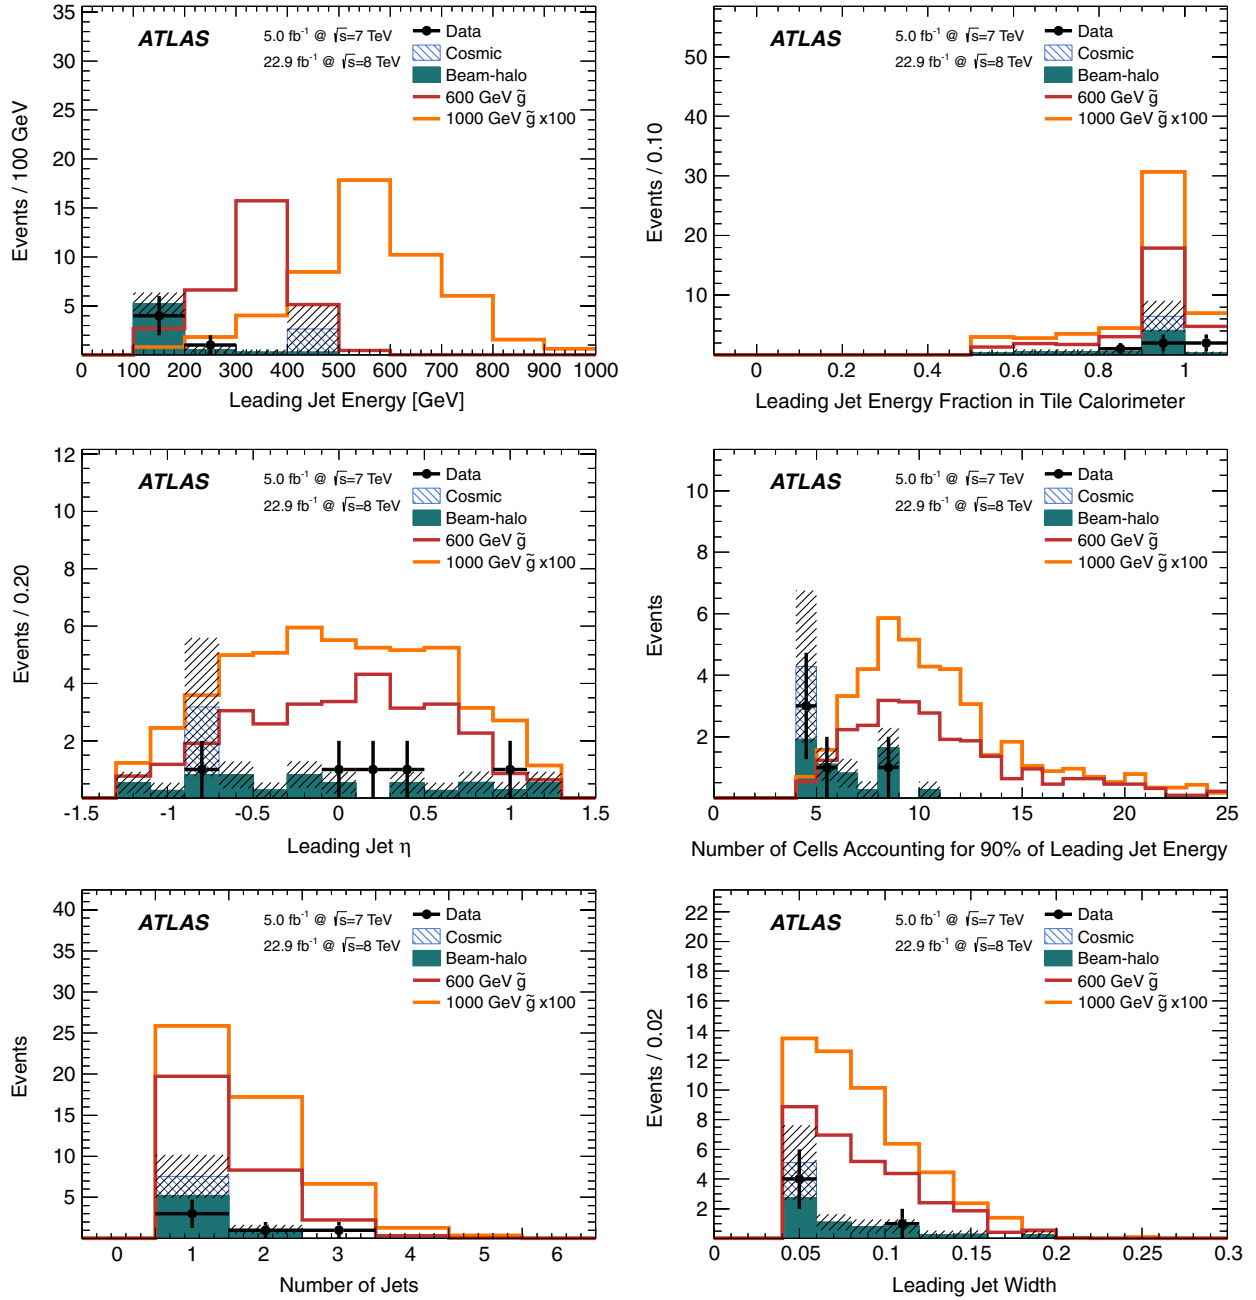 35
30
25
20
15
10
5
Events / 100 GeV
ATLAS
5.0 fb⁻¹ @ √s=7 TeV
22.9 fb⁻¹ @ √s=8 TeV
Data
Cosmic
Beam-halo
600 GeV g̃
1000 GeV g̃ x100
0 100 200 300 400 500 600 700 800 900 1000
Leading Jet Energy [GeV]
50
40
30
20
10
Events / 0.10
ATLAS
5.0 fb⁻¹ @ √s=7 TeV
22.9 fb⁻¹ @ √s=8 TeV
Data
Cosmic
Beam-halo
600 GeV g̃
1000 GeV g̃ x100
0 0.2 0.4 0.6 0.8 1
Leading Jet Energy Fraction in Tile Calorimeter
12
10
8
6
4
2
Events / 0.20
ATLAS
5.0 fb⁻¹ @ √s=7 TeV
22.9 fb⁻¹ @ √s=8 TeV
Data
Cosmic
Beam-halo
600 GeV g̃
1000 GeV g̃ x100
-1.5 -1 -0.5 0 0.5 1 1.5
Leading Jet η
10
8
6
4
2
Events
ATLAS
5.0 fb⁻¹ @ √s=7 TeV
22.9 fb⁻¹ @ √s=8 TeV
Data
Cosmic
Beam-halo
600 GeV g̃
1000 GeV g̃ x100
0 5 10 15 20 25
Number of Cells Accounting for 90% of Leading Jet Energy
40
35
30
25
20
15
10
5
Events
ATLAS
5.0 fb⁻¹ @ √s=7 TeV
22.9 fb⁻¹ @ √s=8 TeV
Data
Cosmic
Beam-halo
600 GeV g̃
1000 GeV g̃ x100
0 1 2 3 4 5 6
Number of Jets
22
20
18
16
14
12
10
8
6
4
2
Events / 0.02
ATLAS
5.0 fb⁻¹ @ √s=7 TeV
22.9 fb⁻¹ @ √s=8 TeV
Data
Cosmic
Beam-halo
600 GeV g̃
1000 GeV g̃ x100
0 0.05 0.1 0.15 0.2 0.25 0.3
Leading Jet Width